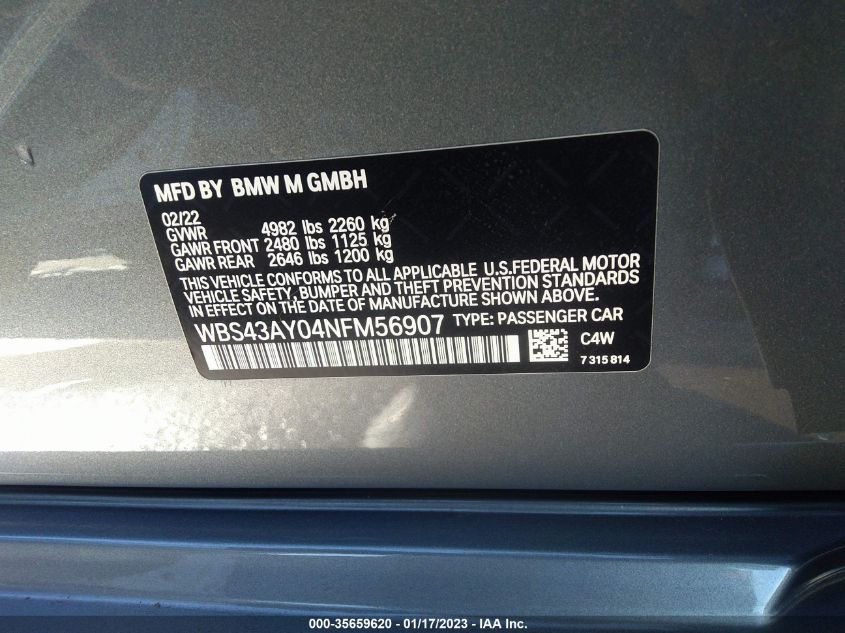 MFD BY BMW M GMBH
02/22
GVWR 4982 lbs 2260 kg
GAWR FRONT 2480 lbs 1125 kg
GAWR REAR 2646 lbs 1200 kg
THIS VEHICLE CONFORMS TO ALL APPLICABLE U.S.FEDERAL MOTOR
VEHICLE SAFETY, BUMPER AND THEFT PREVENTION STANDARDS
IN EFFECT ON THE DATE OF MANUFACTURE SHOWN ABOVE.
WBS43AY04NFM56907 TYPE: PASSENGER CAR
C4W
7 315 814
000-35659620 - 01/17/2023 - IAA Inc.